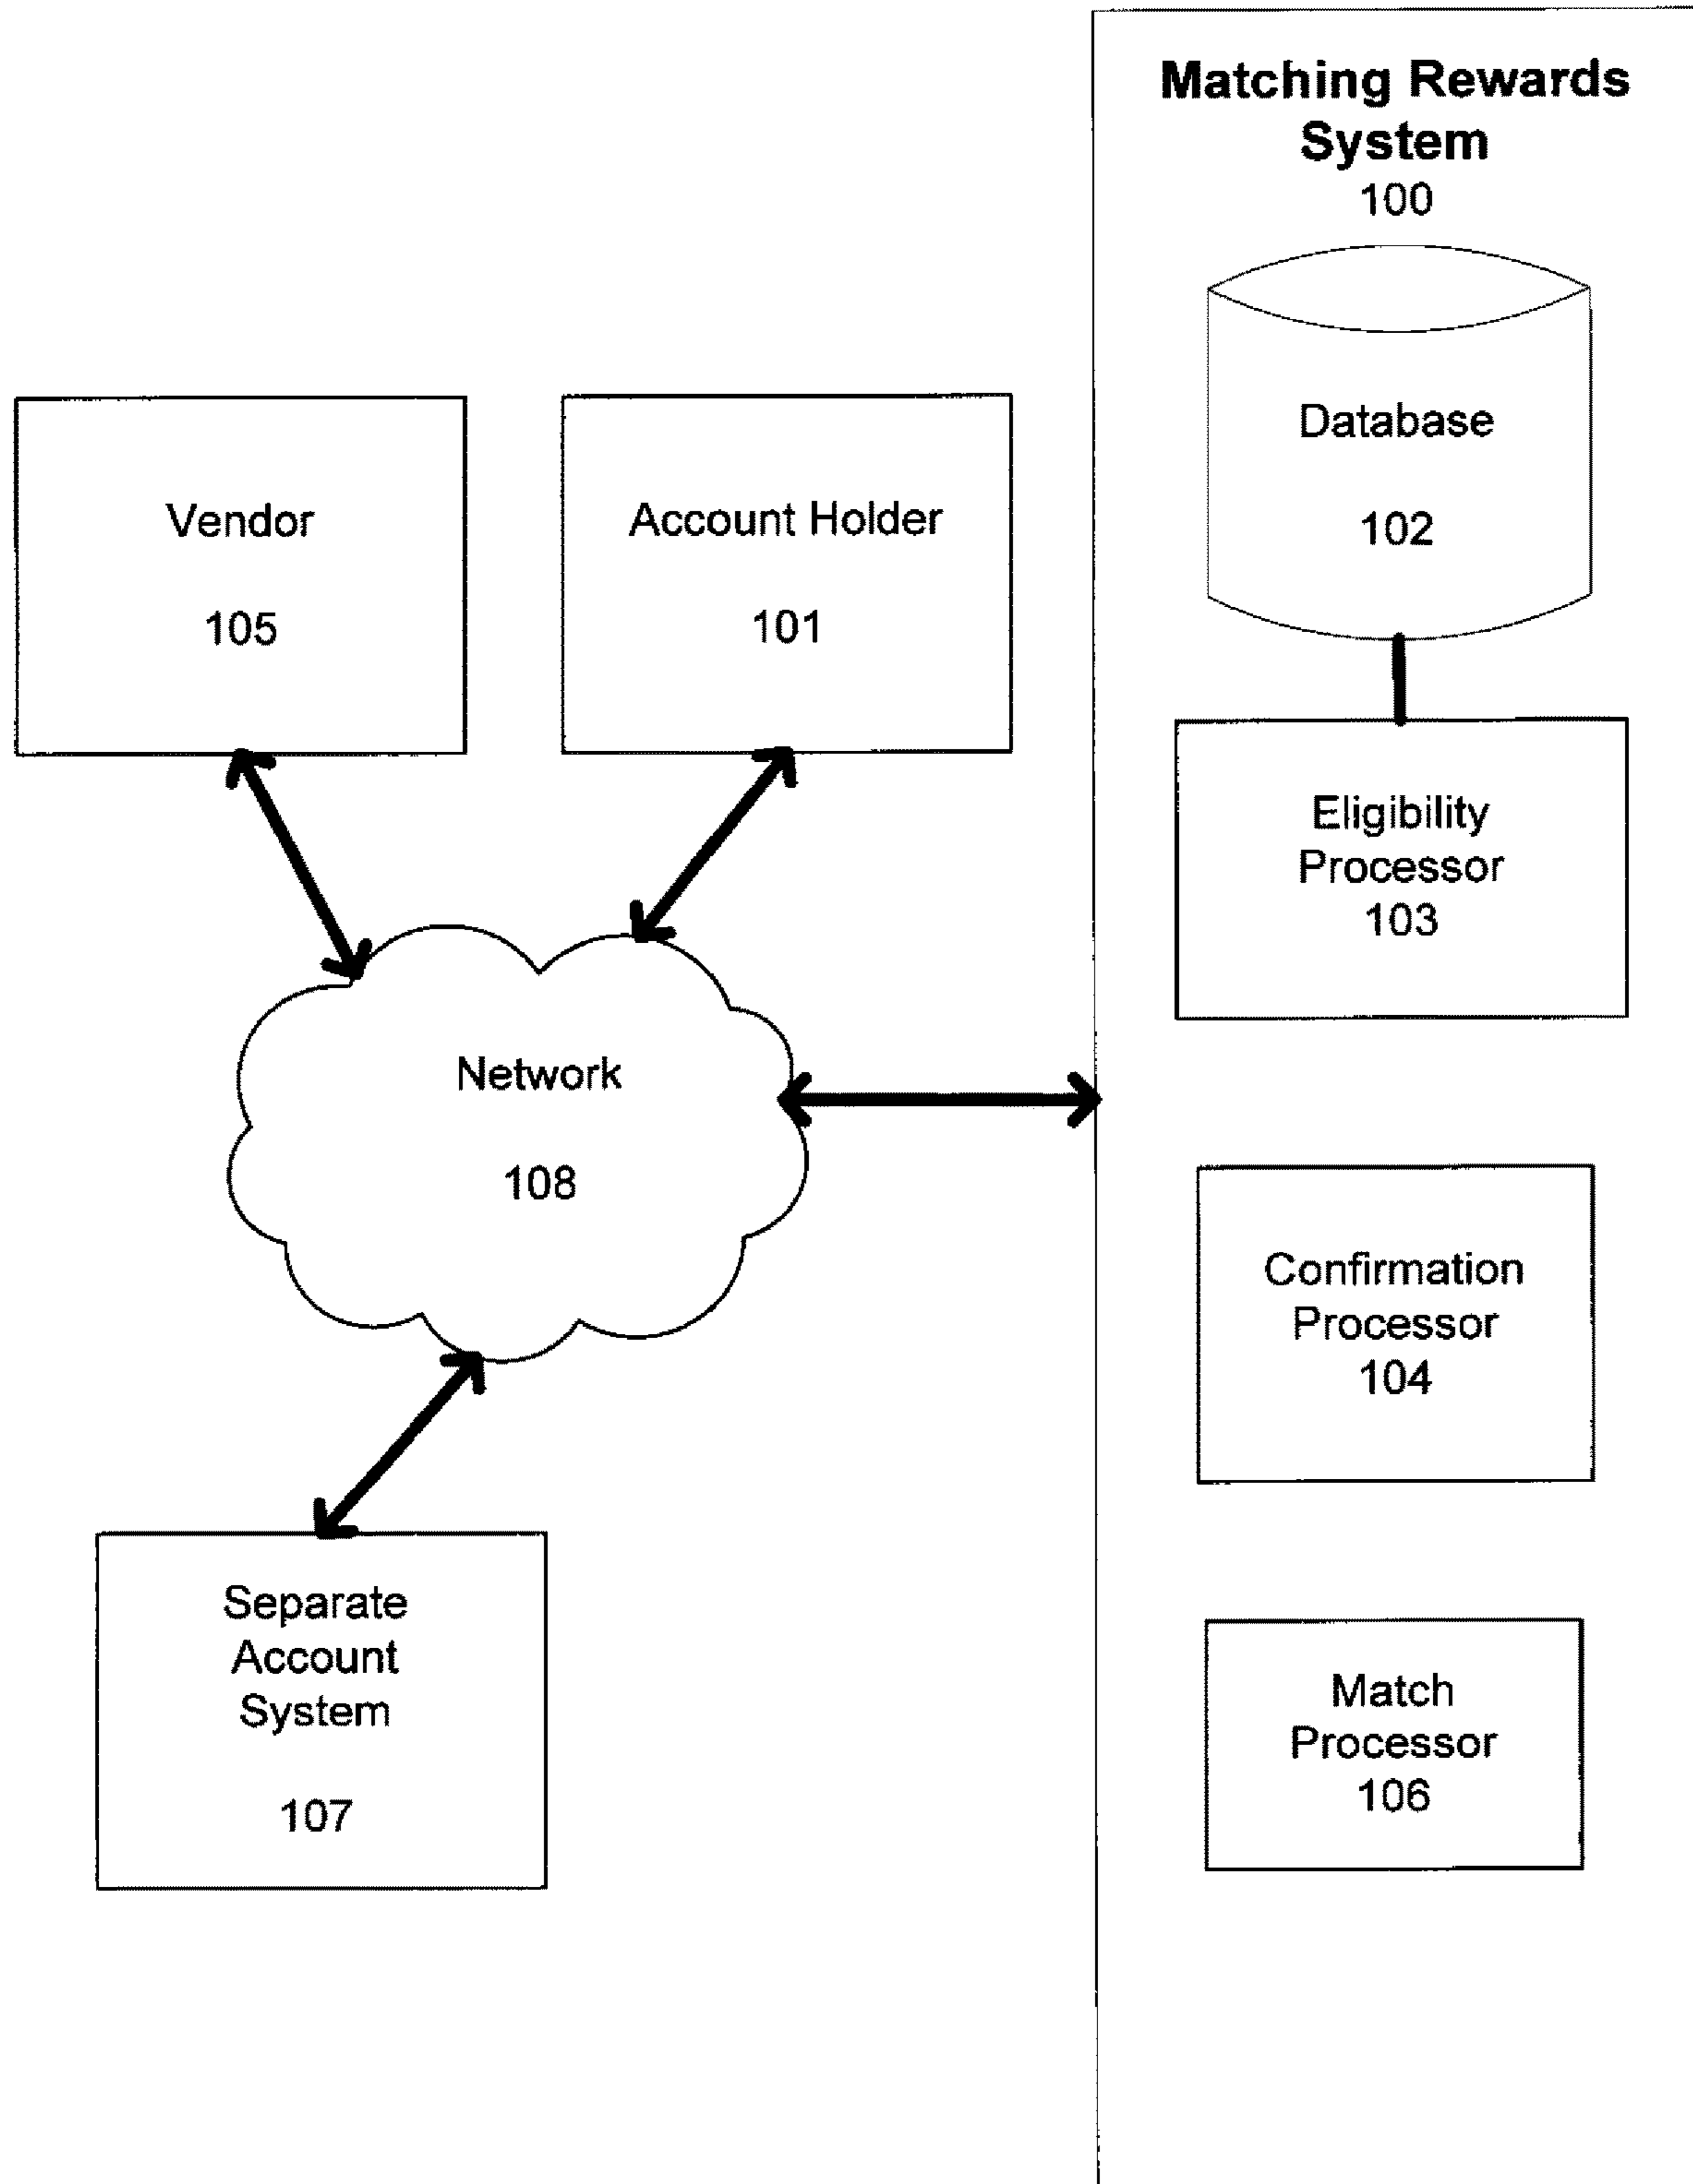 Matching Rewards
System
100
Database
102
Vendor
105
Account Holder
101
Eligibility
Processor
103
Network
108
Confirmation
Processor
104
Separate
Account
System
107
Match
Processor
106